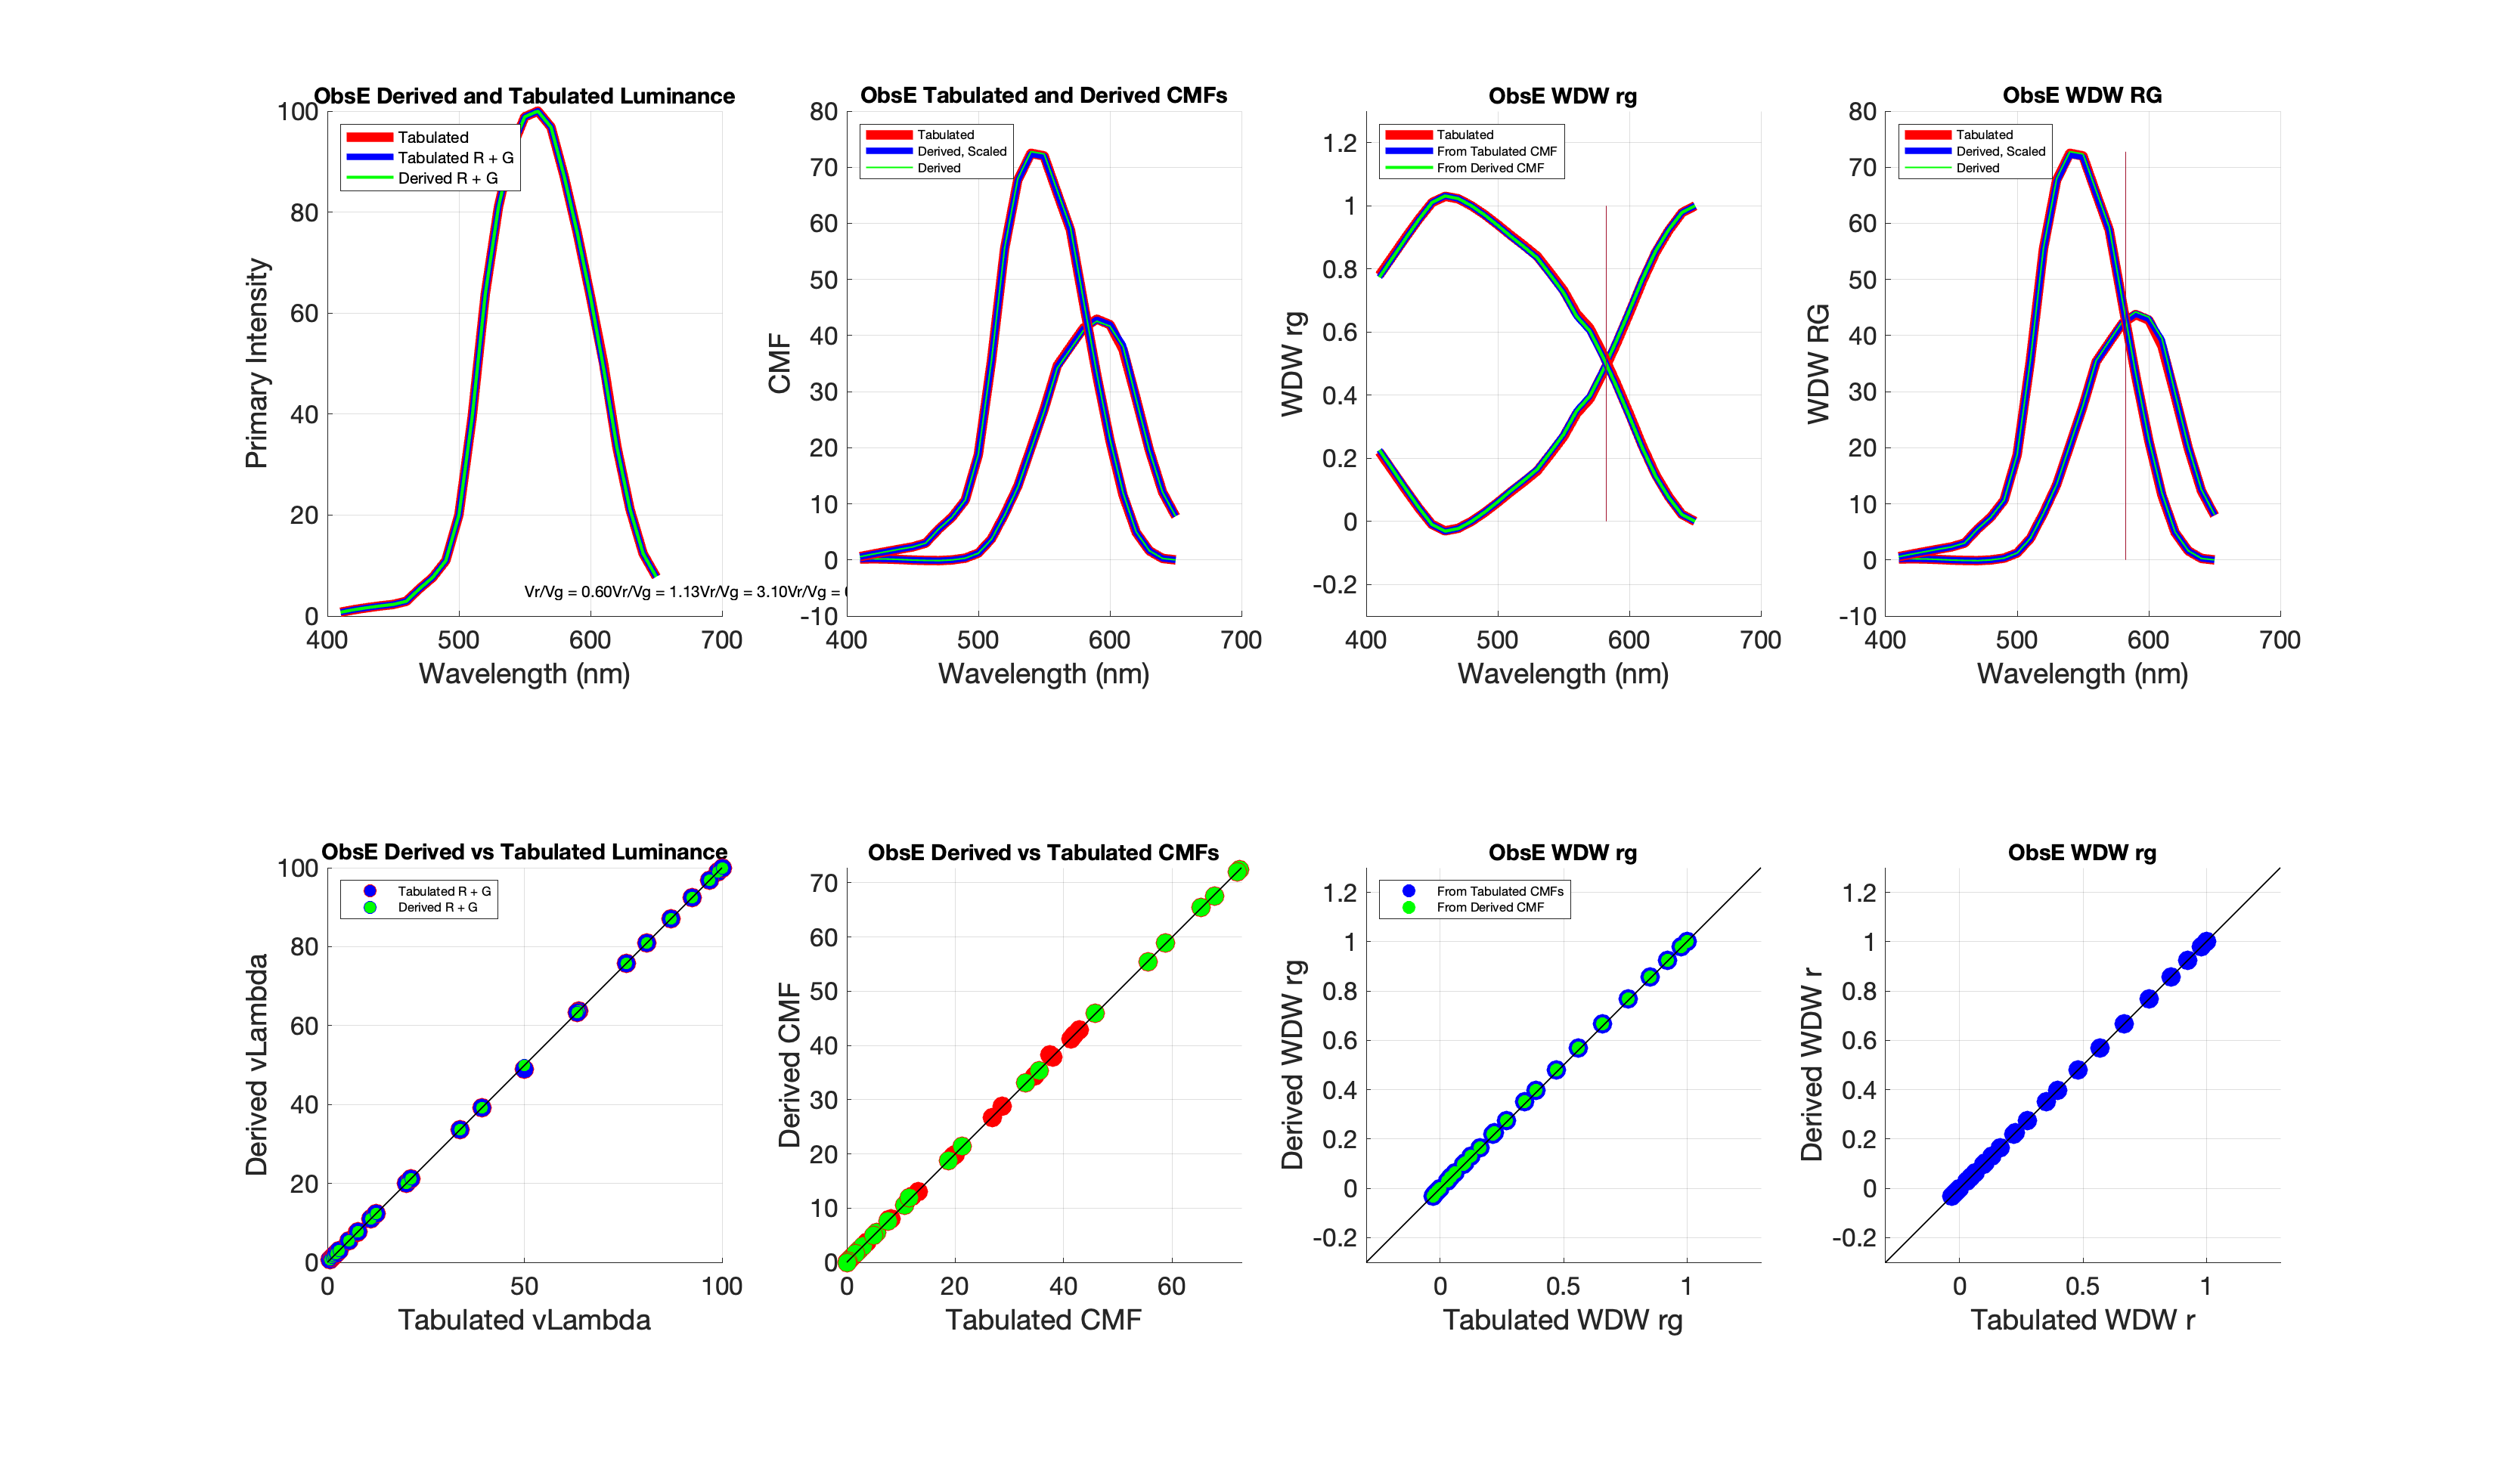 ObsE Derived and Tabulated Luminance
Tabulated
Tabulated R + G
Derived R + G
Primary Intensity
100
80
60
40
20
0
Vr/Vg = 0.60Vr/Vg = 1.13Vr/Vg = 3.10Vr/Vg =
400 500 600 700
Wavelength (nm)
ObsE Tabulated and Derived CMFs
Tabulated
Derived, Scaled
Derived
CMF
80
70
60
50
40
30
20
10
0
-10
400 500 600 700
Wavelength (nm)
ObsE WDW rg
Tabulated
From Tabulated CMF
From Derived CMF
WDW rg
1.2
1
0.8
0.6
0.4
0.2
0
-0.2
400 500 600 700
Wavelength (nm)
ObsE WDW RG
Tabulated
Derived, Scaled
Derived
WDW RG
80
70
60
50
40
30
20
10
0
-10
400 500 600 700
Wavelength (nm)
ObsE Derived vs Tabulated Luminance
Tabulated R + G
Derived R + G
Derived vLambda
100
80
60
40
20
0
0 50 100
Tabulated vLambda
ObsE Derived vs Tabulated CMFs
Derived CMF
70
60
50
40
30
20
10
0
0 20 40 60
Tabulated CMF
ObsE WDW rg
From Tabulated CMFs
From Derived CMF
Derived WDW rg
1.2
1
0.8
0.6
0.4
0.2
0
-0.2
0 0.5 1
Tabulated WDW rg
ObsE WDW rg
Derived WDW r
1.2
1
0.8
0.6
0.4
0.2
0
-0.2
0 0.5 1
Tabulated WDW r